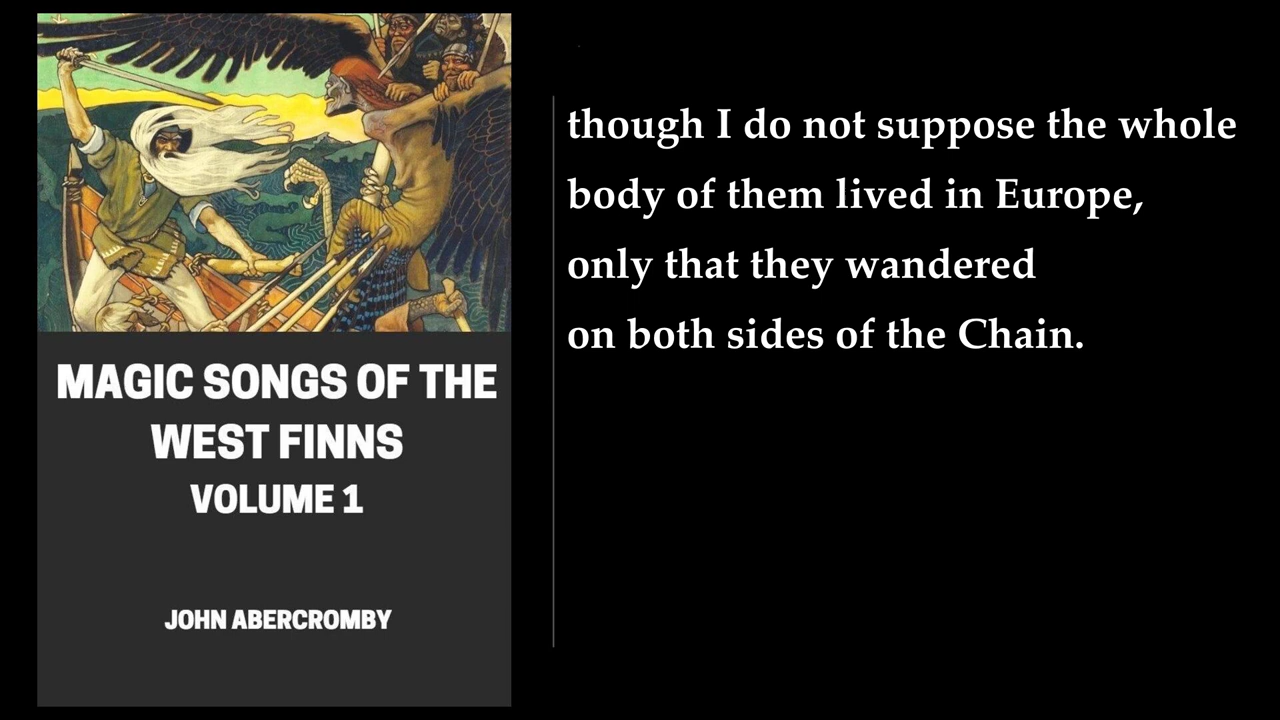 MAGIC SONGS OF THE
WEST FINNS
VOLUME 1
JOHN ABERCROMBY
though I do not suppose the whole
body of them lived in Europe,
only that they wandered
on both sides of the Chain.